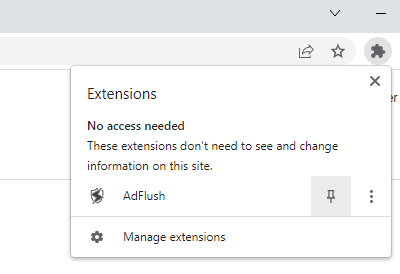 Extensions
No access needed
These extensions don't need to see and change
information on this site.
AdFlush
Manage extensions